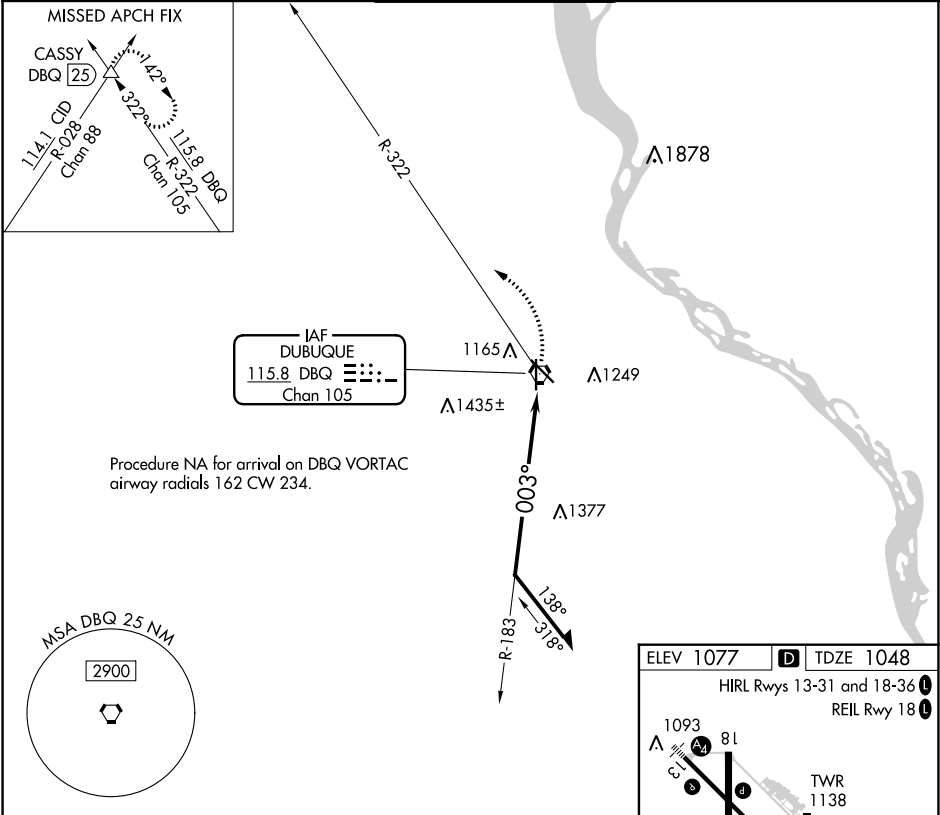 MISSED APCH FIX
CASSY
DBQ 25
142°
322°
114.1 CID
R-028
Chan 88
115.8 DBQ
R-322
Chan 105
R-322
1878
IAF
DUBUQUE
115.8 DBQ
Chan 105
1165
1249
1435±
Procedure NA for arrival on DBQ VORTAC
airway radials 162 CW 234.
003°
1377
138°
318°
R-183
MSA DBQ 25 NM
2900
ELEV 1077 D TDZE 1048
HIRL Rwys 13-31 and 18-36 L
REIL Rwy 18 L
1093
A4
18
13
P
P
TWR
1138